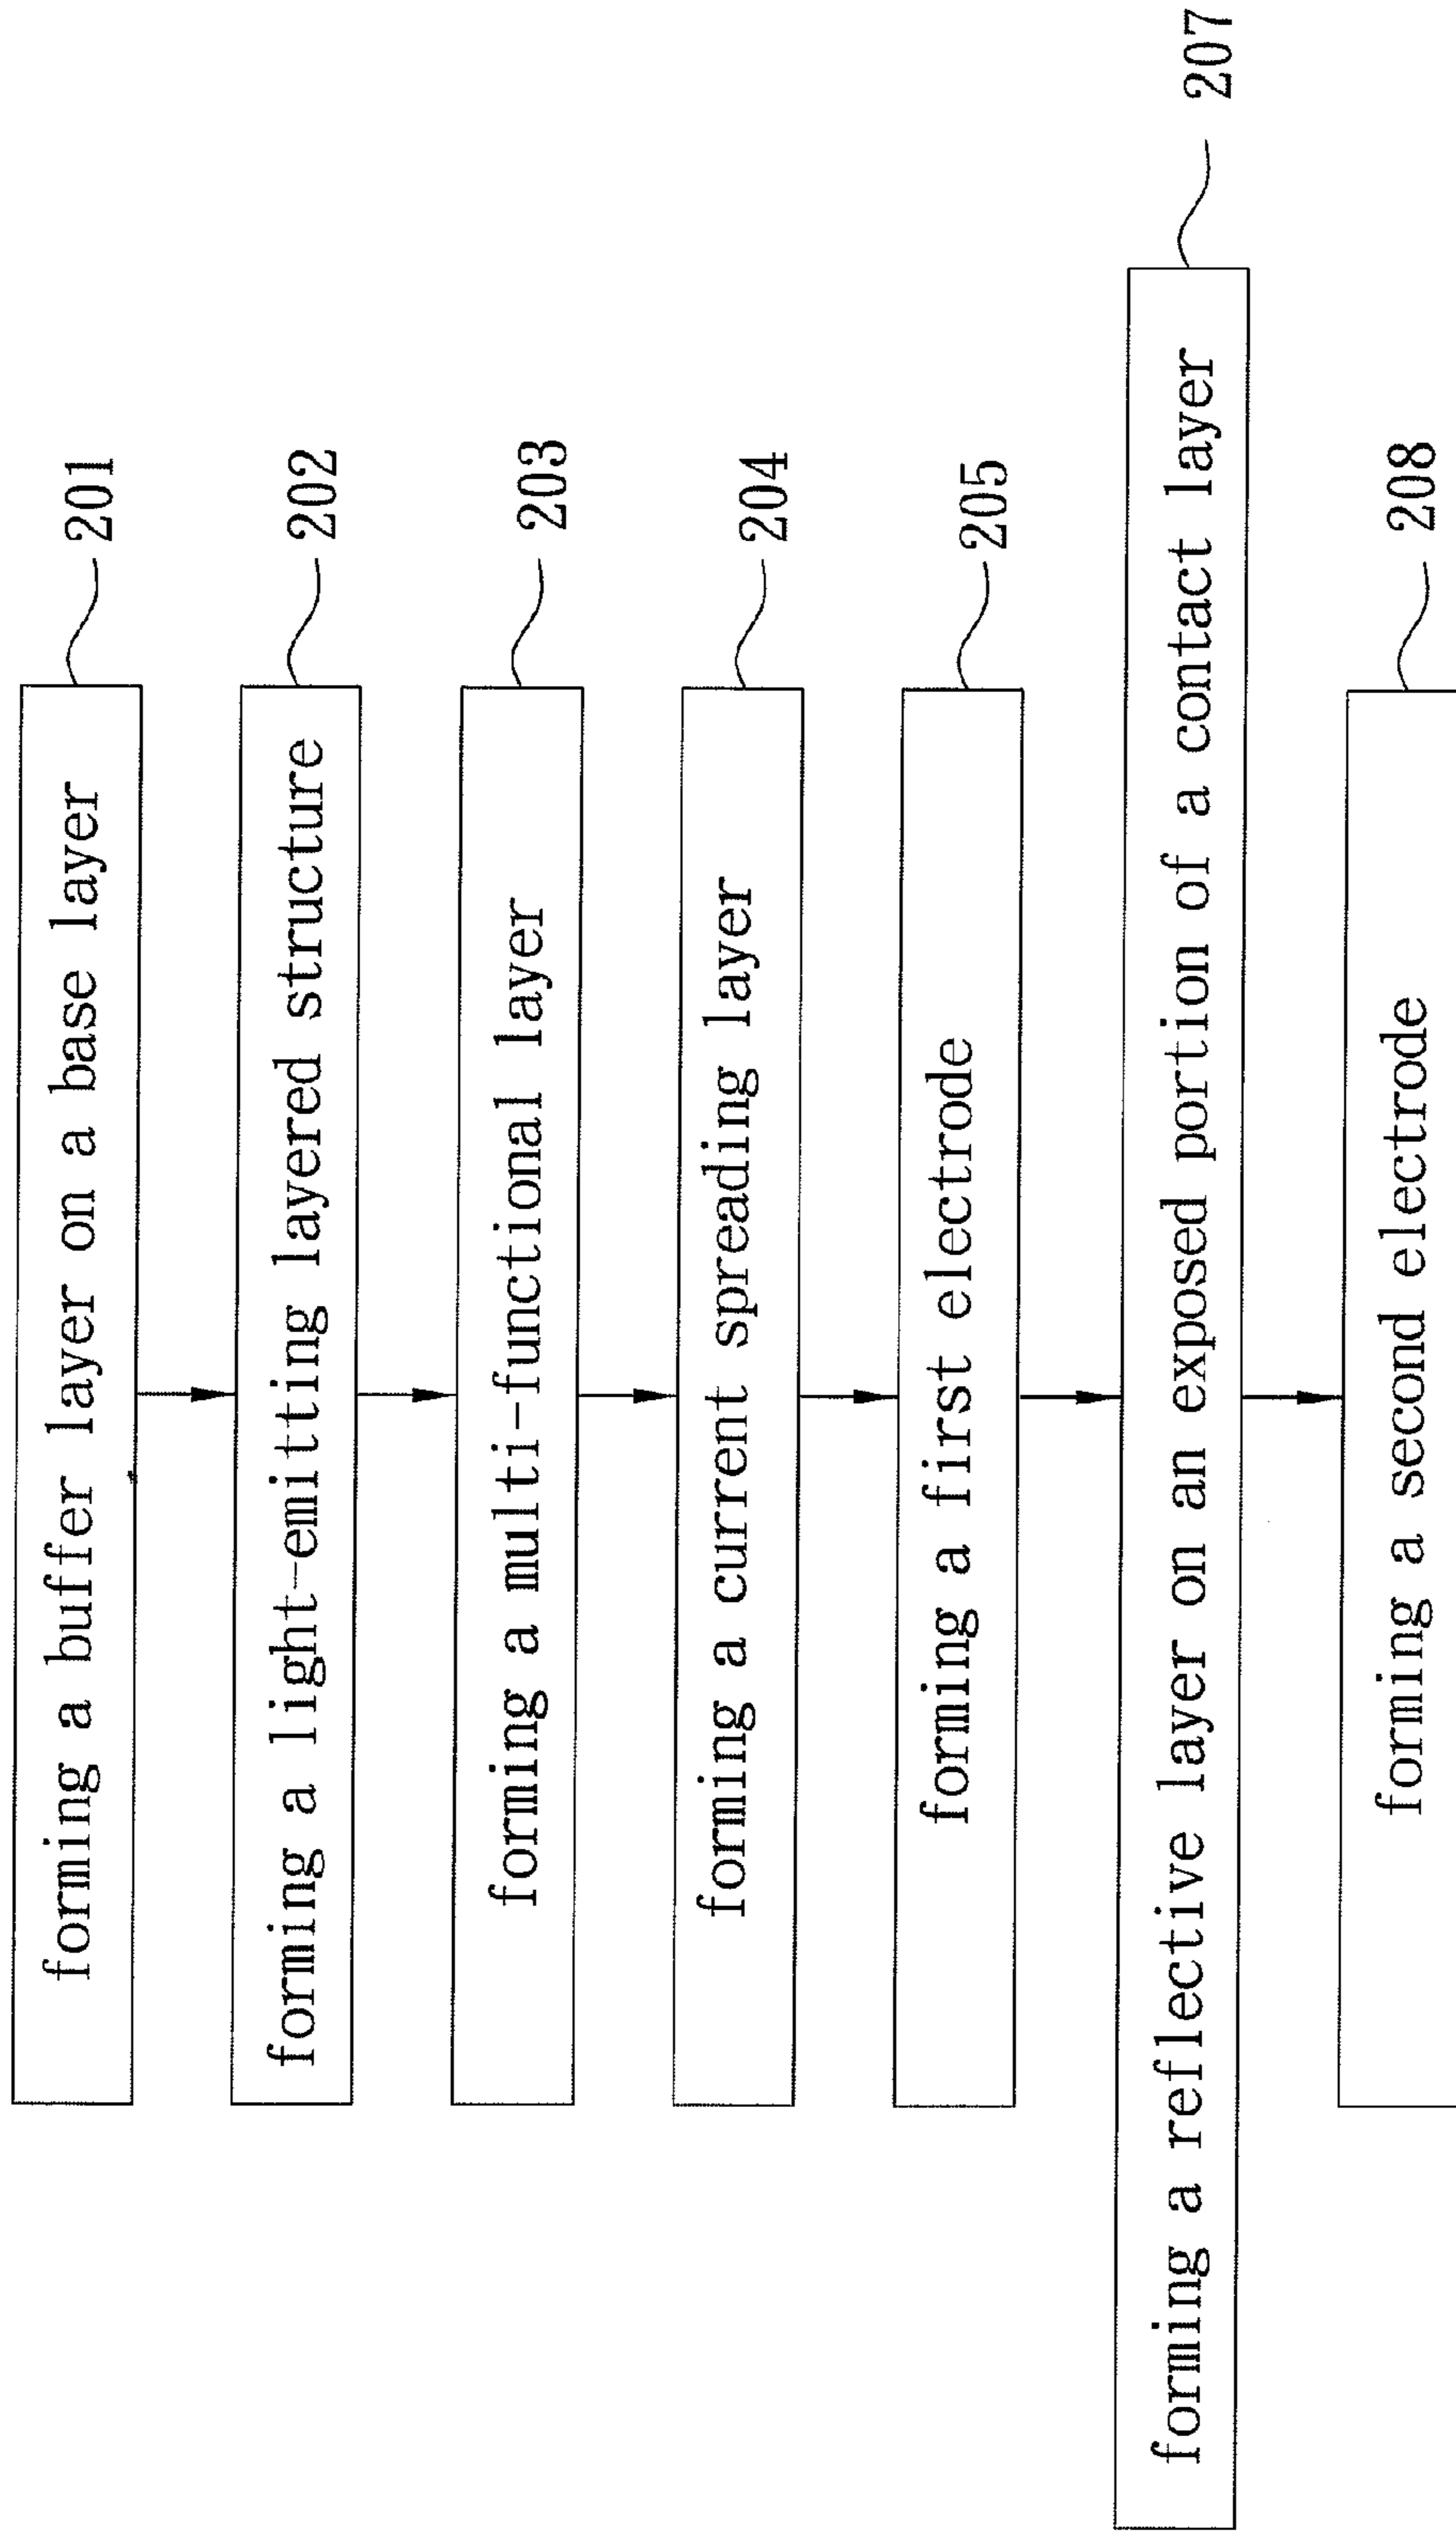 forming a buffer layer on a base layer
201
forming a light-emitting layered structure
202
forming a multi-functional layer
203
forming a current spreading layer
204
forming a first electrode
205
forming a reflective layer on an exposed portion of a contact layer
207
forming a second electrode
208